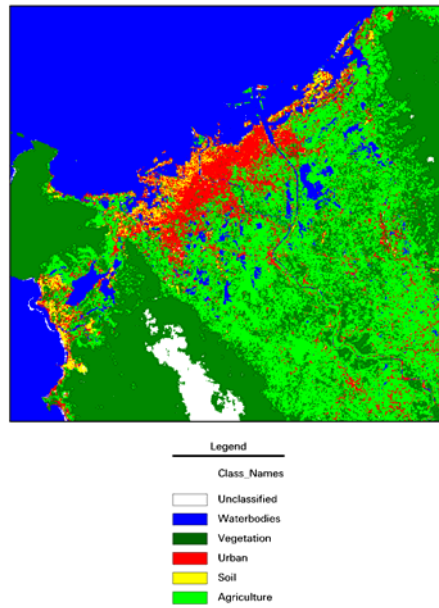 Legend
Class_Names
Unclassified
Waterbodies
Vegetation
Urban
Soil
Agriculture